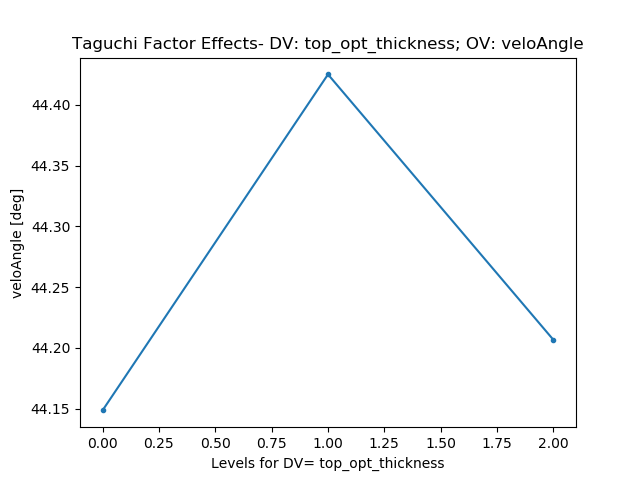 Taguchi Factor Effects- DV: top_opt_thickness; OV: veloAngle
44.40
44.35
44.30
44.25
44.20
44.15
veloAngle [deg]
0.00 0.25 0.50 0.75 1.00 1.25 1.50 1.75 2.00
Levels for DV= top_opt_thickness